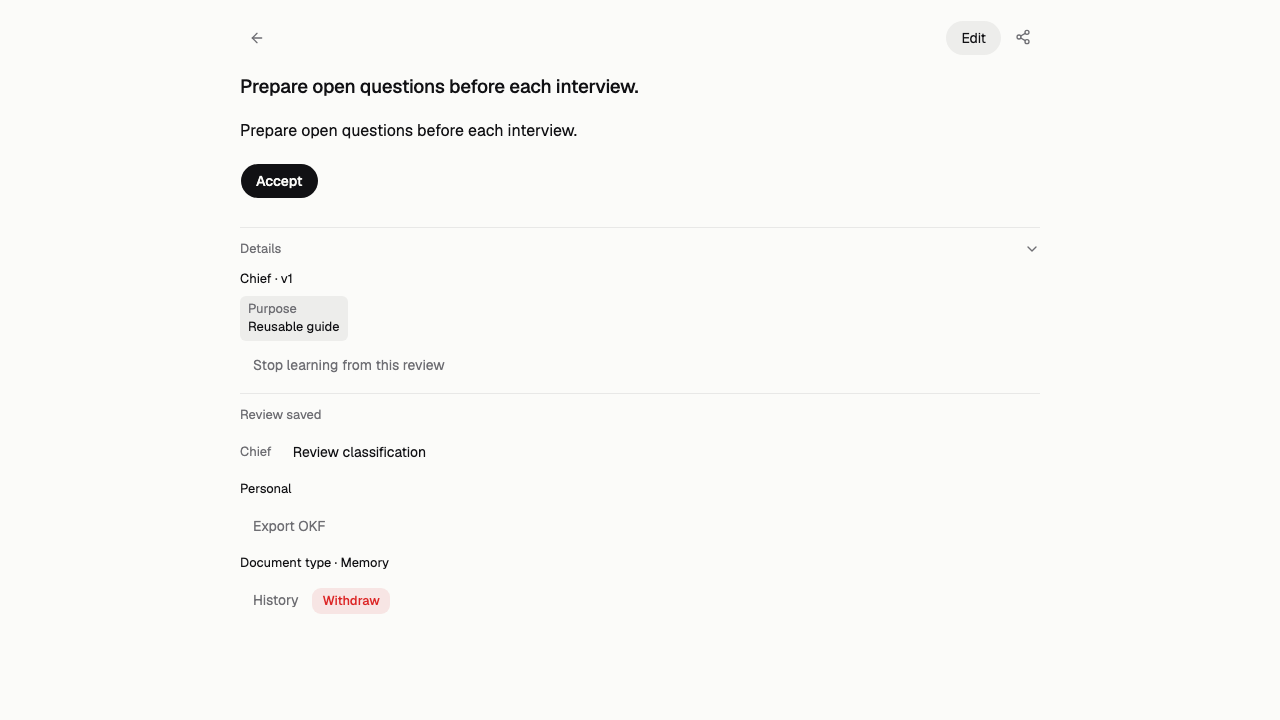 Edit
Prepare open questions before each interview.
Prepare open questions before each interview.
Accept
Details
Chief · v1
Purpose
Reusable guide
Stop learning from this review
Review saved
Chief Review classification
Personal
Export OKF
Document type · Memory
History Withdraw